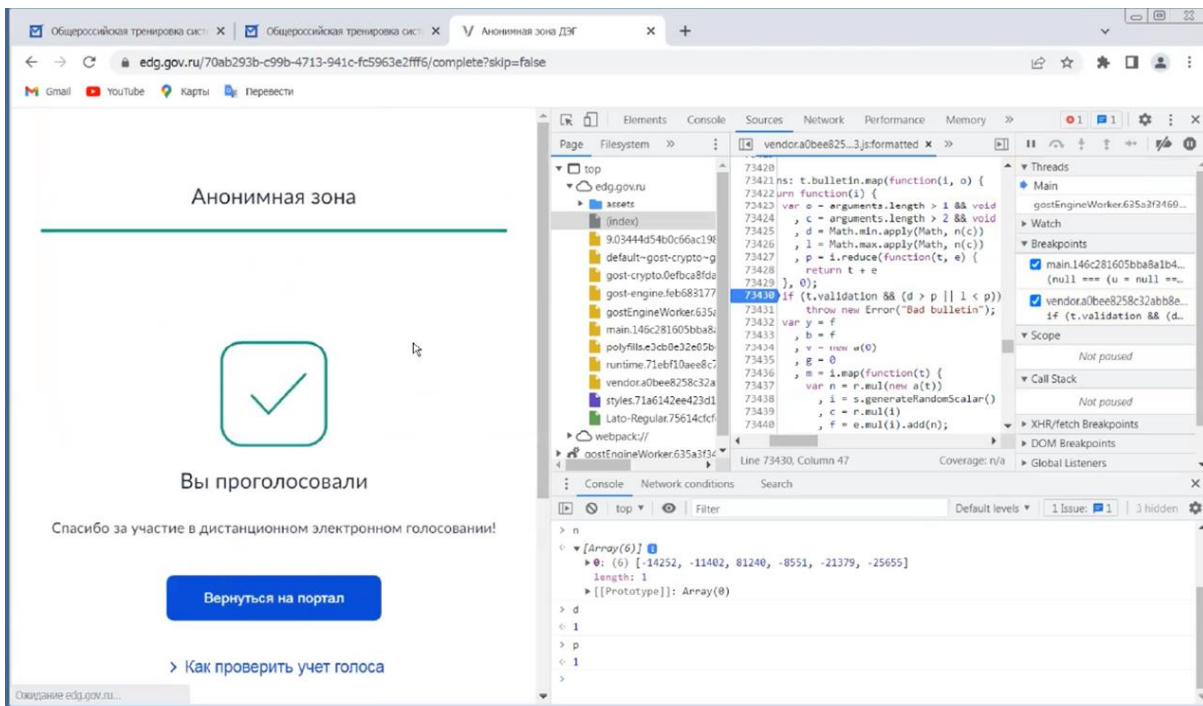 Общероссийская тренировка сист
Общероссийская тренировка сист
Анонимная зона ДЭГ
edg.gov.ru/70ab293b-c99b-4713-941c-fc5963e2fff6/complete?skip=false
Gmail
YouTube
Карты
Перевести
Анонимная зона
Вы проголосовали
Спасибо за участие в дистанционном электронном голосовании!
Вернуться на портал
> Как проверить учет голоса
Ожидание edg.gov.ru...
Elements Console Sources Network Performance Memory »
1 1
Page Filesystem »
top
edg.gov.ru
assets
(index)
9.03444d54b0c66ac198
default~gost-crypto~g
gost-crypto.0efbca8fda
gost-engine.feb683177
gostEngineWorker.635a
main.146c281605bba8a
polyfills.e3cb8e32e85b
runtime.71ebf10aee8c7
vendor.a0bee8258c32a
styles.71a6142ee423d1
Lato-Regular.75614cfcf
webpack://
gostEngineWorker.635a3f34
vendor.a0bee825...3.js:formatted × »
73420
73421 ns: t.bulletin.map(function(i, o) {
73422 urn function(i) {
73423 var o = arguments.length > 1 && void
73424 , c = arguments.length > 2 && void
73425 , d = Math.min.apply(Math, n(c))
73426 , l = Math.max.apply(Math, n(c))
73427 , p = i.reduce(function(t, e) {
73428 return t + e
73429 }, 0);
73430 if (t.validation && (d > p || l < p))
73431 throw new Error("Bad bulletin");
73432 var y = f
73433 , b = f
73434 , v = new a(0)
73435 , g = 0
73436 , m = i.map(function(t) {
73437 var n = r.mul(new a(t))
73438 , i = s.generateRandomScalar()
73439 , c = r.mul(i)
73440 , f = e.mul(i).add(n);
Line 73430, Column 47
Coverage: n/a
Threads
Main
gostEngineWorker.635a3f3469...
Watch
Breakpoints
main.146c281605bba8a1b4...
(null === (u = null ==...
vendor.a0bee8258c32abb8e...
if (t.validation && (d...
Scope
Not paused
Call Stack
Not paused
XHR/fetch Breakpoints
DOM Breakpoints
Global Listeners
Console Network conditions Search
top
Filter
Default levels
1 Issue: 1
3 hidden
> n
[Array(6)]
0: (6) [-14252, -11402, 81240, -8551, -21379, -25655]
length: 1
[[Prototype]]: Array(0)
> d
1
> p
1
>